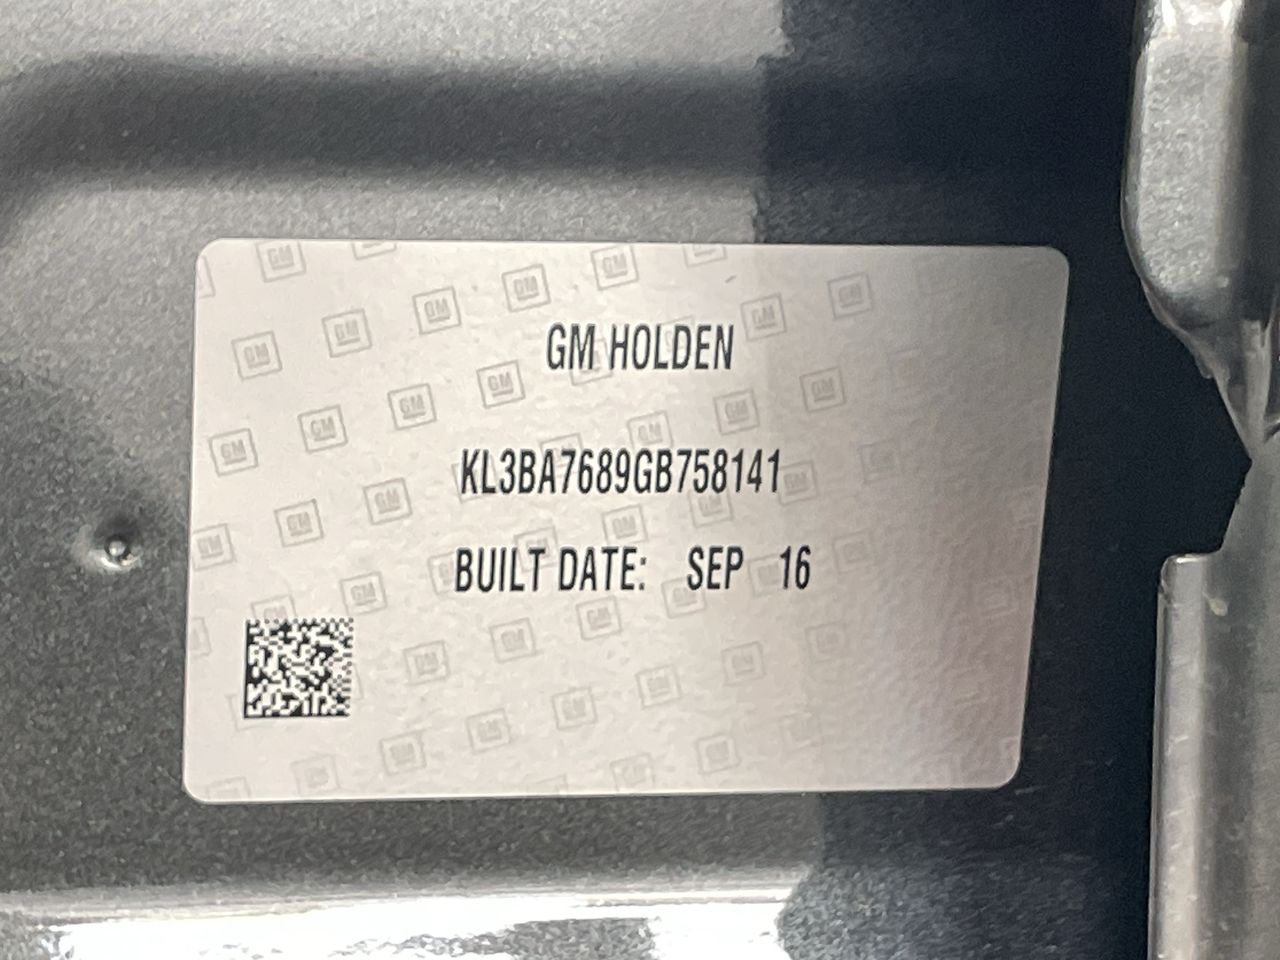 GM HOLDEN
KL3BA7689GB758141
BUILT DATE: SEP 16